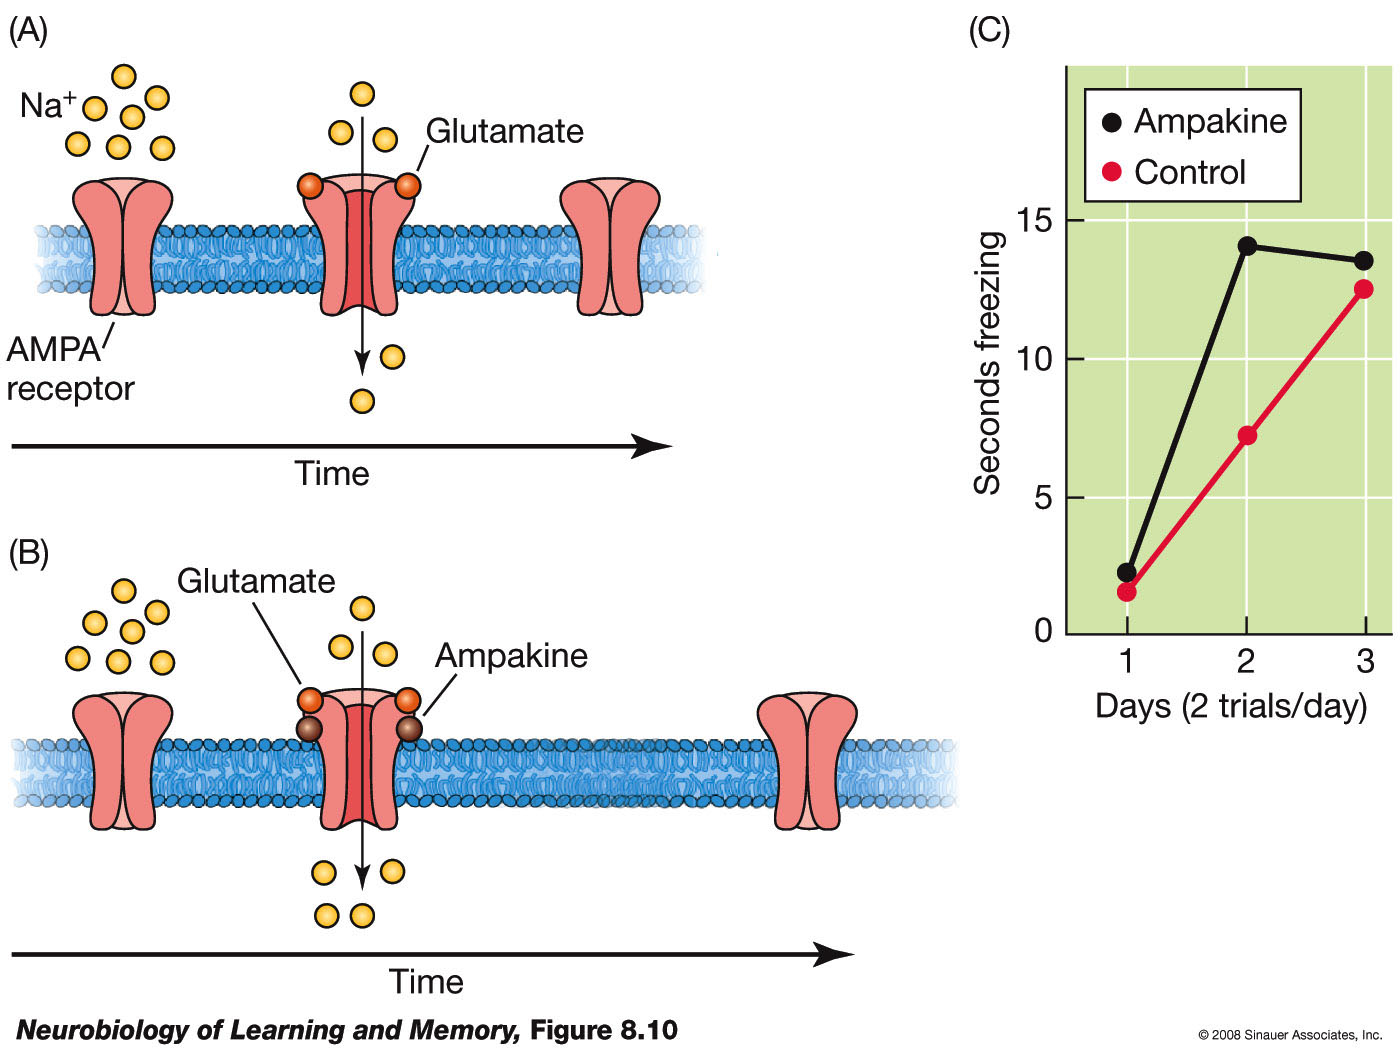 (A)
Na+
Glutamate
AMPA
receptor
Time
(B)
Glutamate
Ampakine
Time
(C)
Ampakine
Control
Seconds freezing
15
10
5
0
1 2 3
Days (2 trials/day)
Neurobiology of Learning and Memory, Figure 8.10
© 2008 Sinauer Associates, Inc.